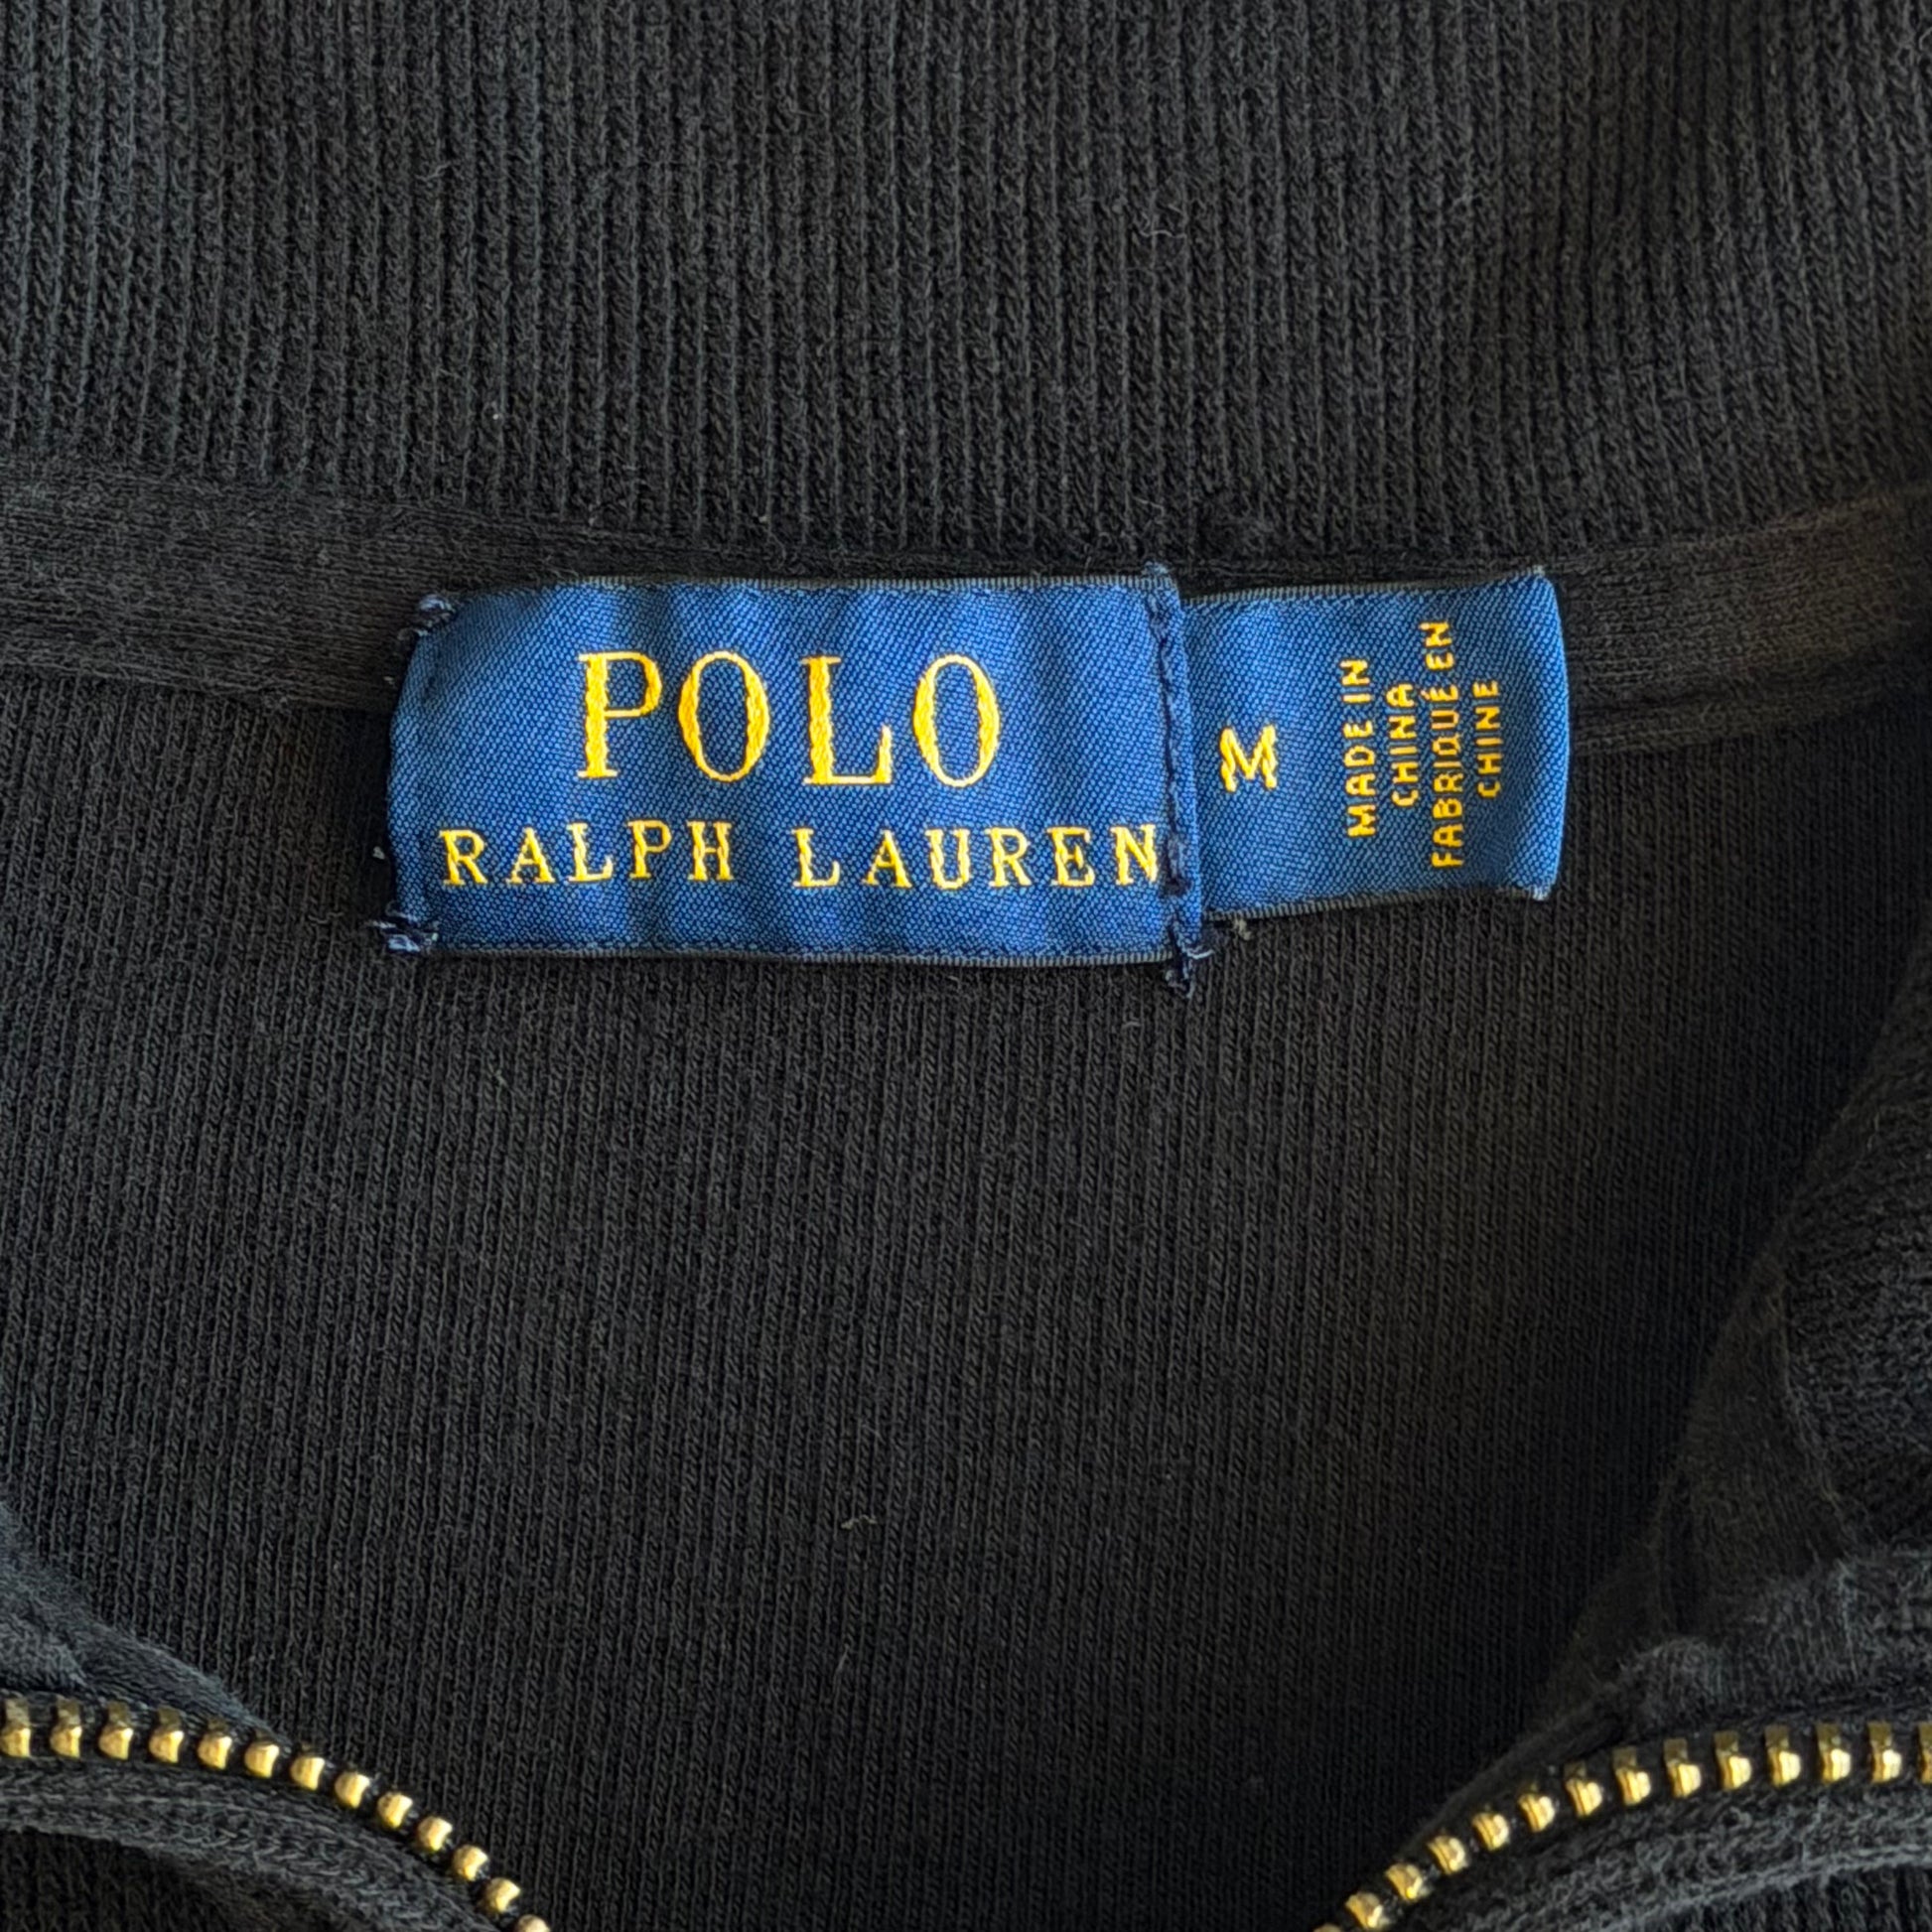 POLO
RALPH LAUREN
M
MADE IN
CHINA
FABRIQUÉ EN
CHINE